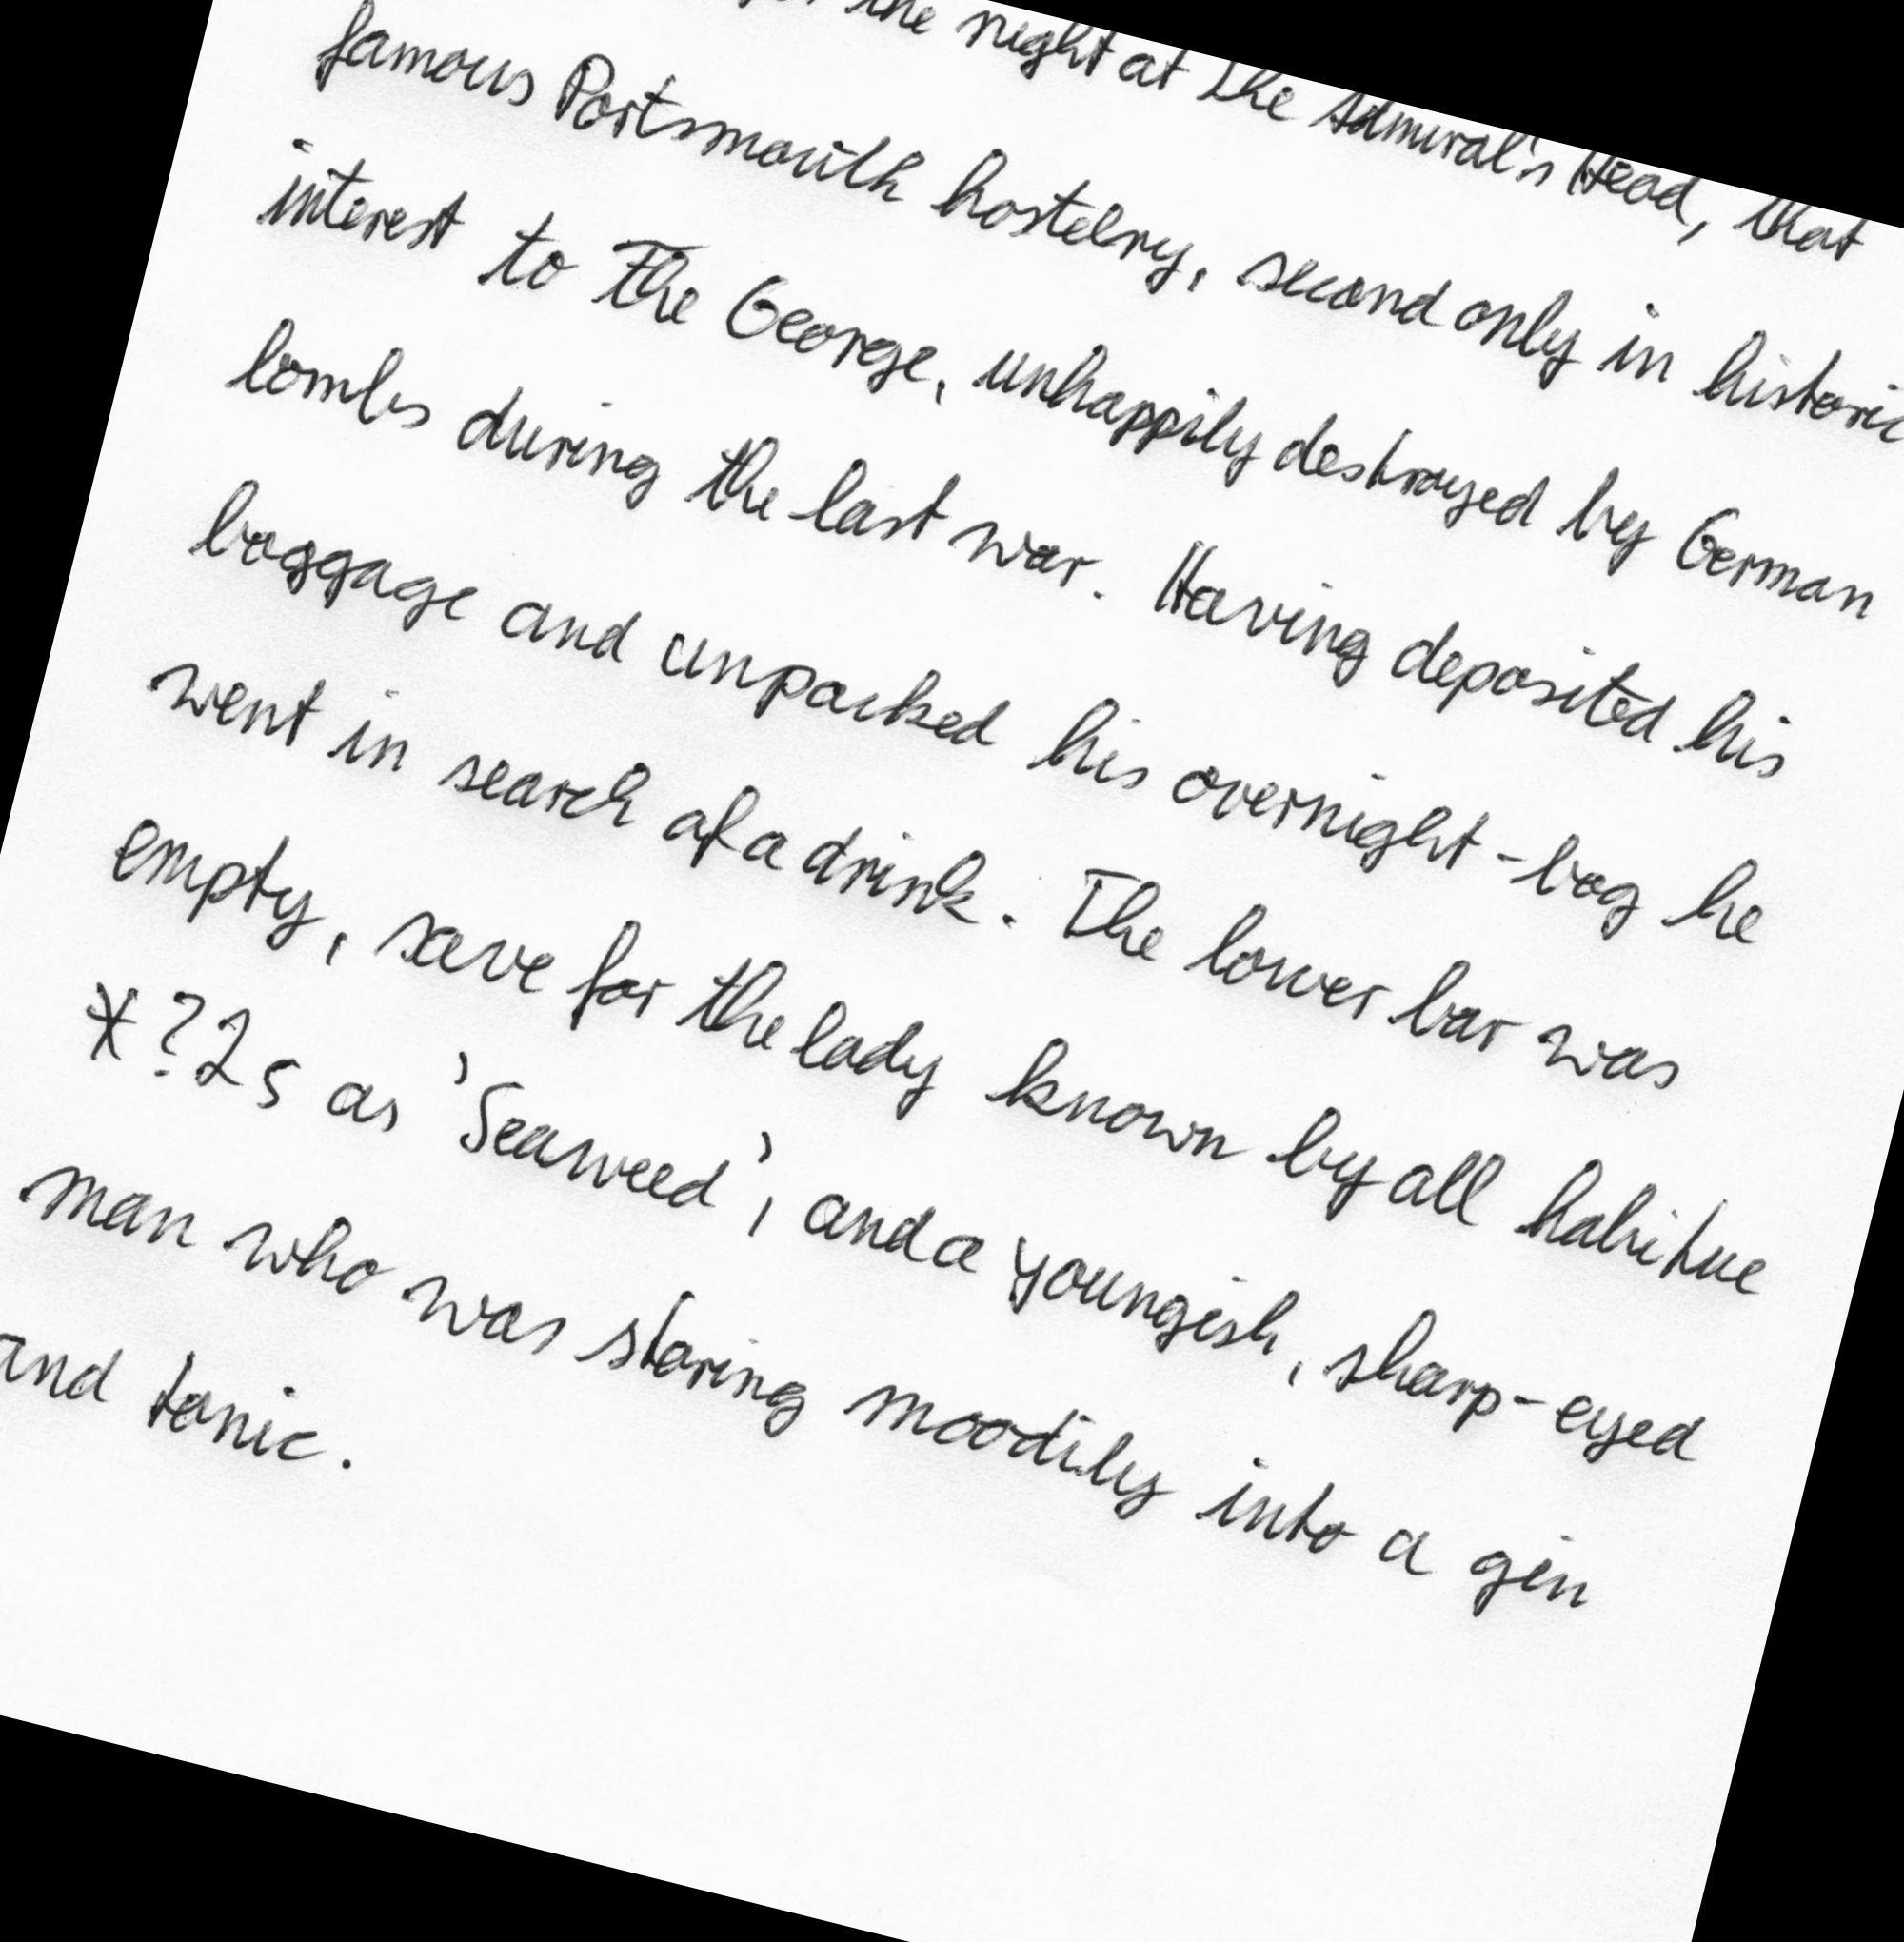 the night at The Admiral's Head, that
famous Portsmouth hostelry, second only in historic
interest to The George, unhappily destroyed by German
bombs during the last war. Having deposited his
baggage and unpacked his overnight-bag he
went in search of a drink. The lower bar was
empty, save for the lady known by all habitue
*?2s as 'Seaweed', and a youngish, sharp-eyed
man who was staring moodily into a gin
and tonic.